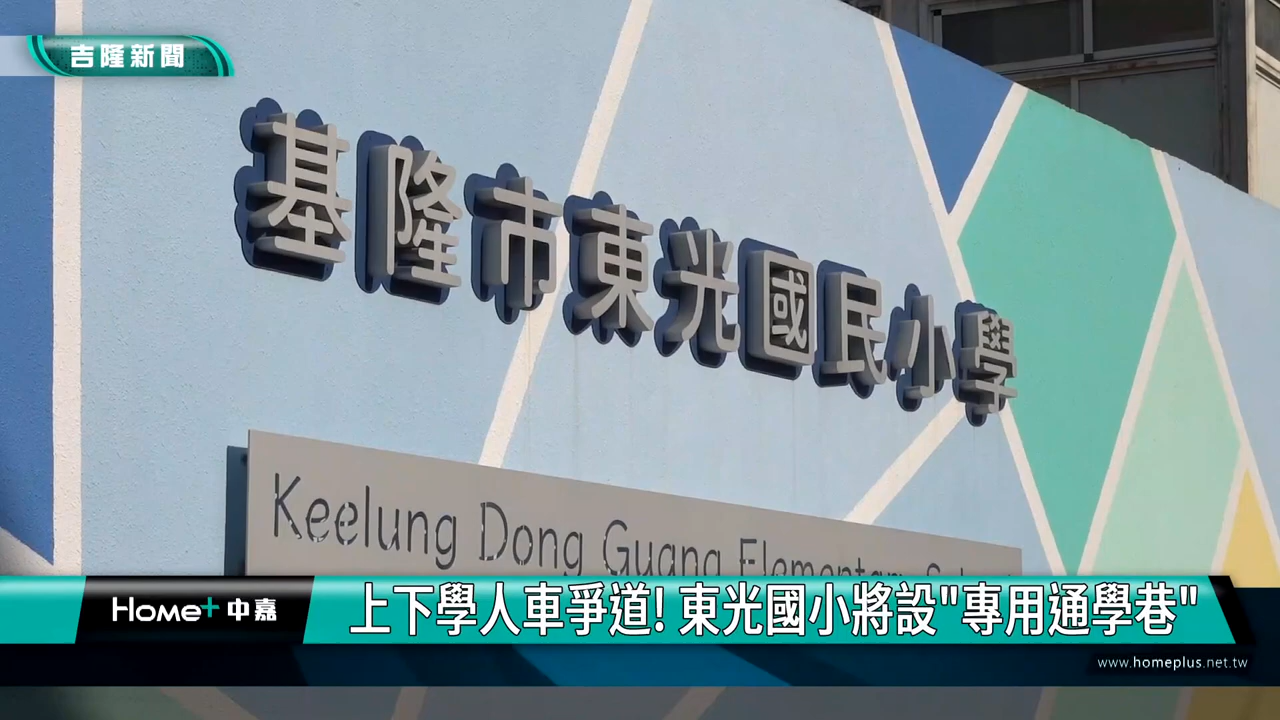 吉隆新聞
基隆市東光國民小學
Keelung Dong Guang Elementary School
Home+ 中嘉
上下學人車爭道! 東光國小將設"專用通學巷"
www.homeplus.net.tw